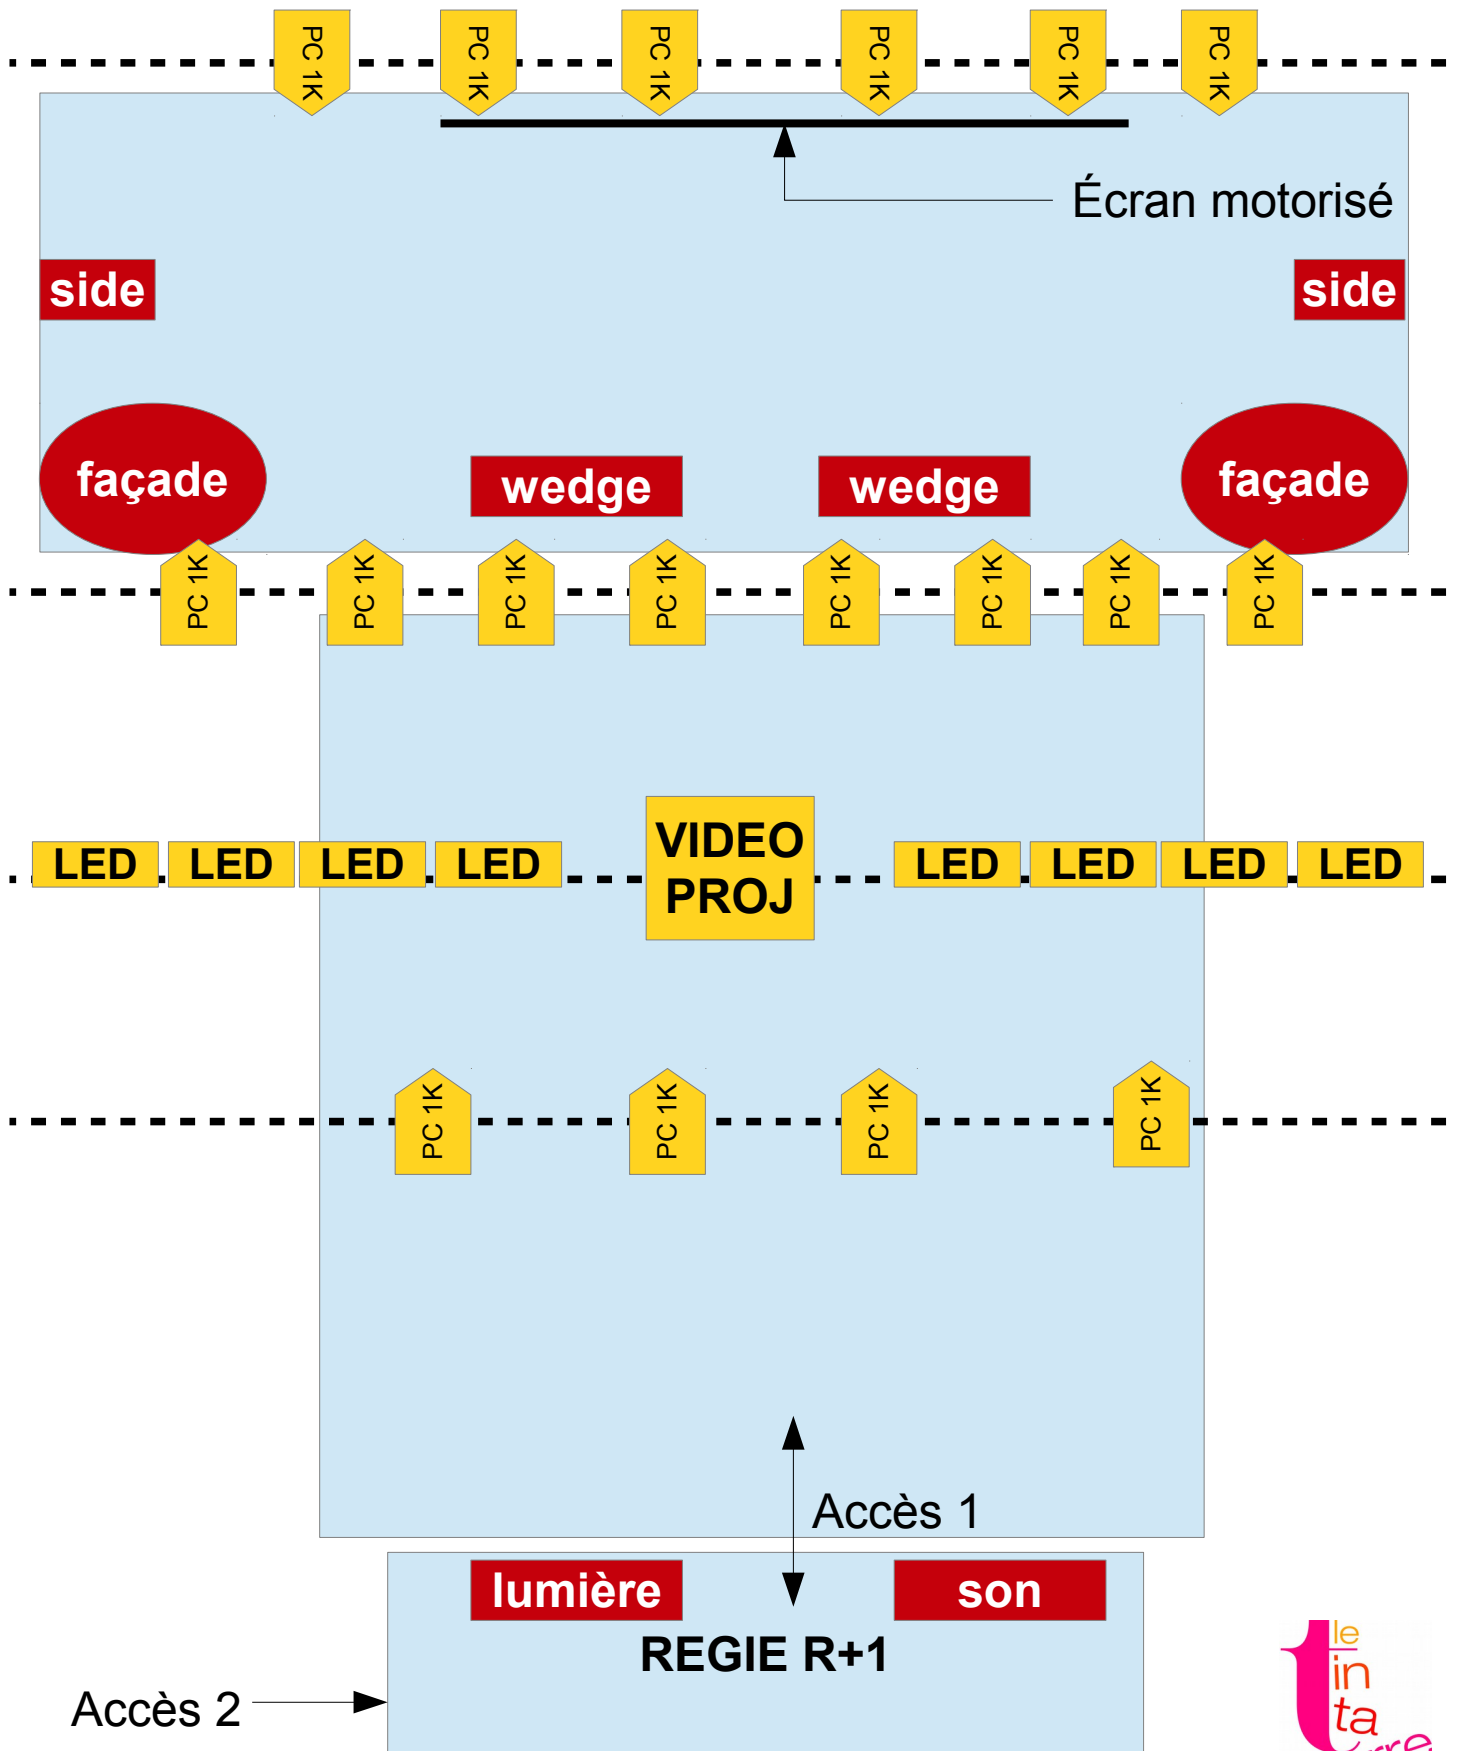 PC 1K PC 1K PC 1K PC 1K PC 1K PC 1K
Écran motorisé
side side
façade wedge wedge façade
PC 1K PC 1K PC 1K PC 1K PC 1K PC 1K PC 1K PC 1K
LED LED LED LED VIDEO PROJ LED LED LED LED
PC 1K PC 1K PC 1K PC 1K
Accès 1
lumière son
REGIE R+1
Accès 2
le
tin
ta
rre